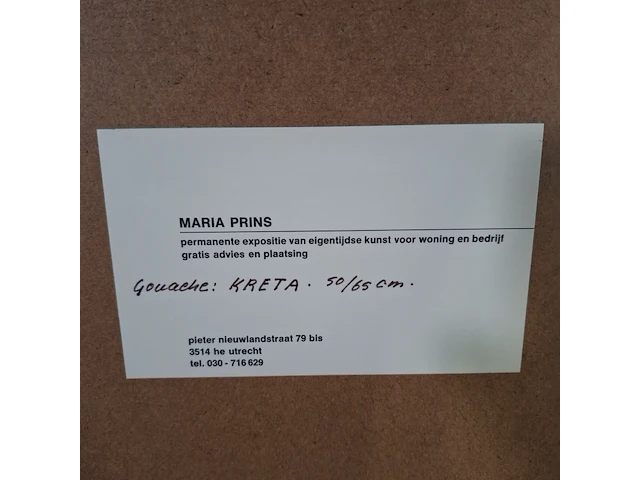 MARIA PRINS
permanente expositie van eigentijdse kunst voor woning en bedrijf
gratis advies en plaatsing
Gouache: KRETA. 50/65 cm.
pieter nieuwlandstraat 79 bis
3514 he utrecht
tel. 030 - 716 629